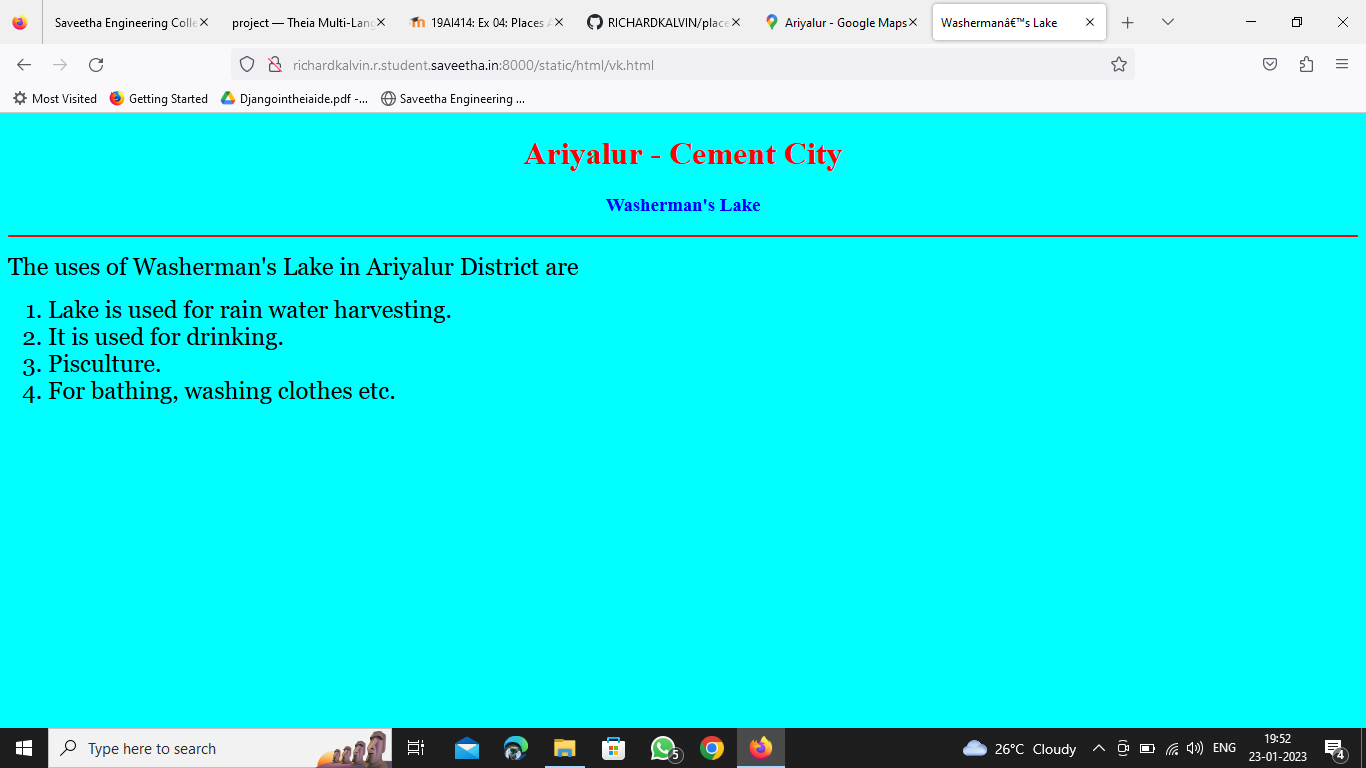 Saveetha Engineering Colle
project — Theia Multi-Lang
19AI414: Ex 04: Places A
RICHARDKALVIN/place
Ariyalur - Google Maps
Washermanâ€™s Lake
richardkalvin.r.student.saveetha.in:8000/static/html/vk.html
Most Visited
Getting Started
Djangointheiaide.pdf -...
Saveetha Engineering ...
Ariyalur - Cement City
Washerman's Lake
The uses of Washerman's Lake in Ariyalur District are
1. Lake is used for rain water harvesting.
2. It is used for drinking.
3. Pisculture.
4. For bathing, washing clothes etc.
Type here to search
5
26°C Cloudy
ENG
19:52
23-01-2023
4